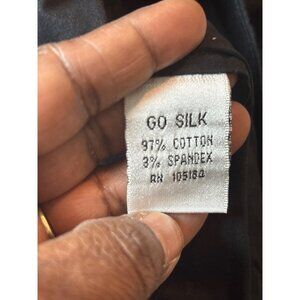 GO SILK
97% COTTON
3% SPANDEX
RN 105184